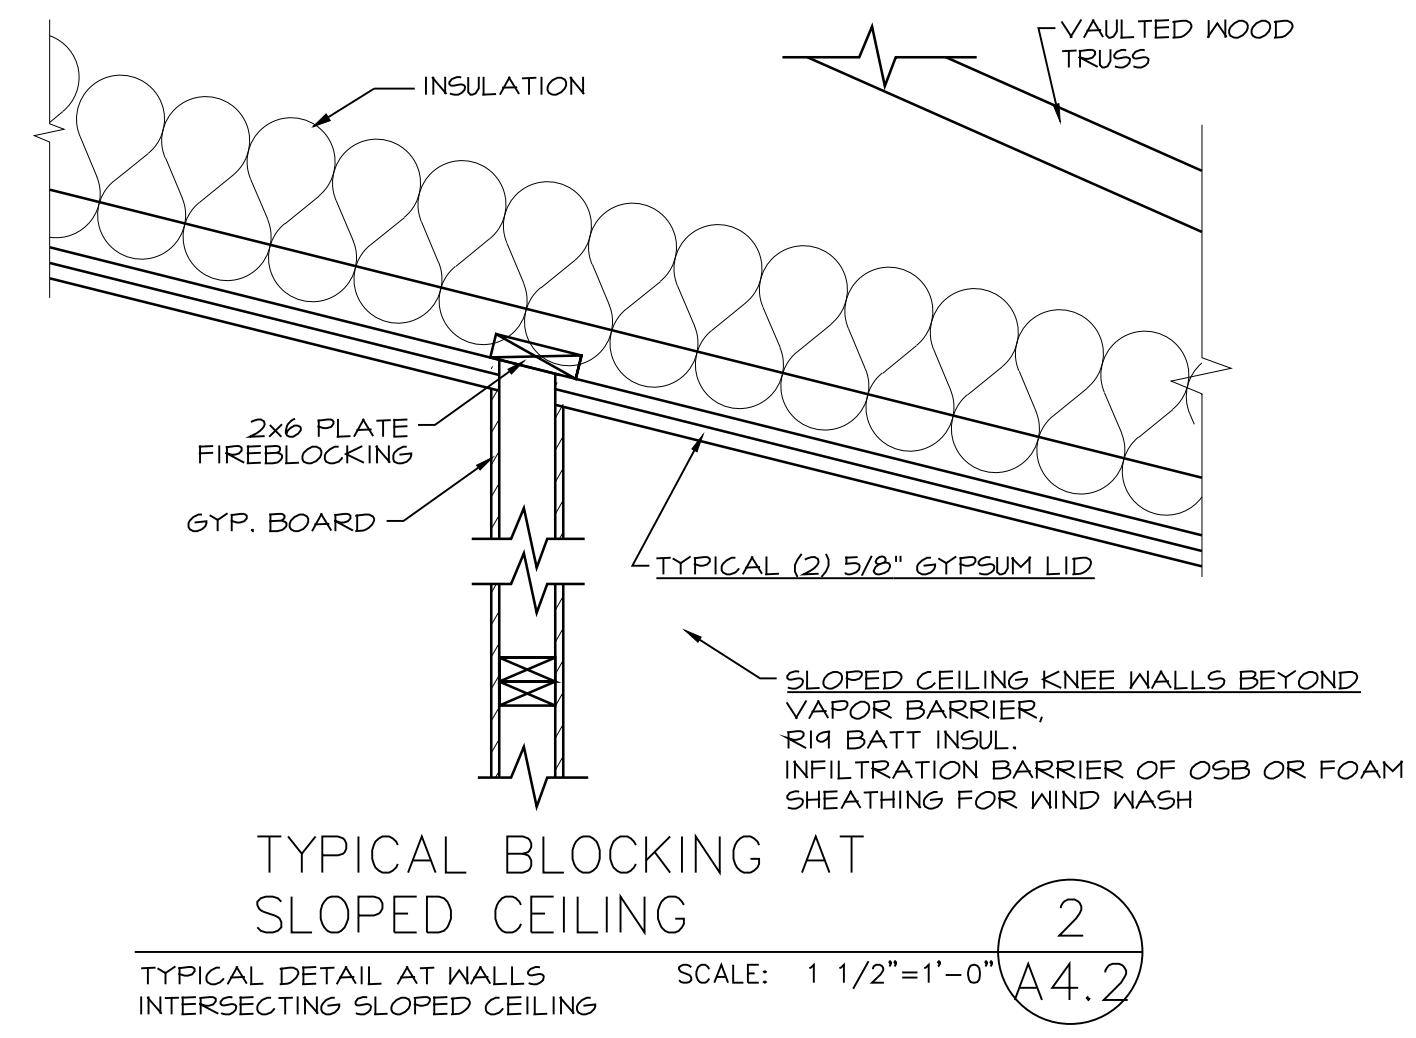 VAULTED WOOD
TRUSS
INSULATION
2x6 PLATE
FIREBLOCKING
GYP. BOARD
TYPICAL (2) 5/8" GYPSUM LID
SLOPED CEILING KNEE WALLS BEYOND
VAPOR BARRIER,
R19 BATT INSUL.
INFILTRATION BARRIER OF OSB OR FOAM
SHEATHING FOR WIND WASH
TYPICAL BLOCKING AT
SLOPED CEILING
2
A4.2
TYPICAL DETAIL AT WALLS
INTERSECTING SLOPED CEILING
SCALE: 1 1/2"=1'-0"